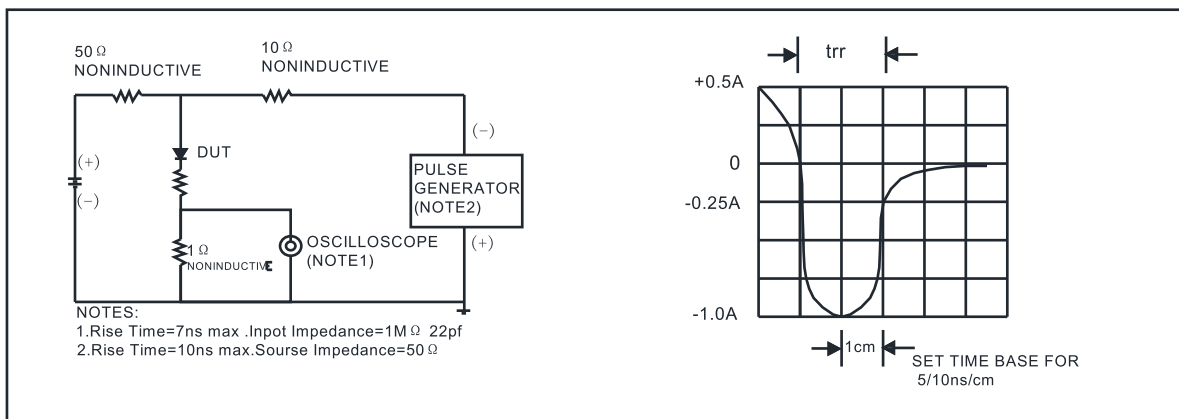 50 Ω
NONINDUCTIVE
10 Ω
NONINDUCTIVE
(+)
(-)
DUT
1 Ω
NONINDUCTIVE
OSCILLOSCOPE
(NOTE1)
(-)
PULSE
GENERATOR
(NOTE2)
(+)
NOTES:
1.Rise Time=7ns max .Inpot Impedance=1M Ω 22pf
2.Rise Time=10ns max.Sourse Impedance=50 Ω
trr
+0.5A
0
-0.25A
-1.0A
1cm
SET TIME BASE FOR
5/10ns/cm